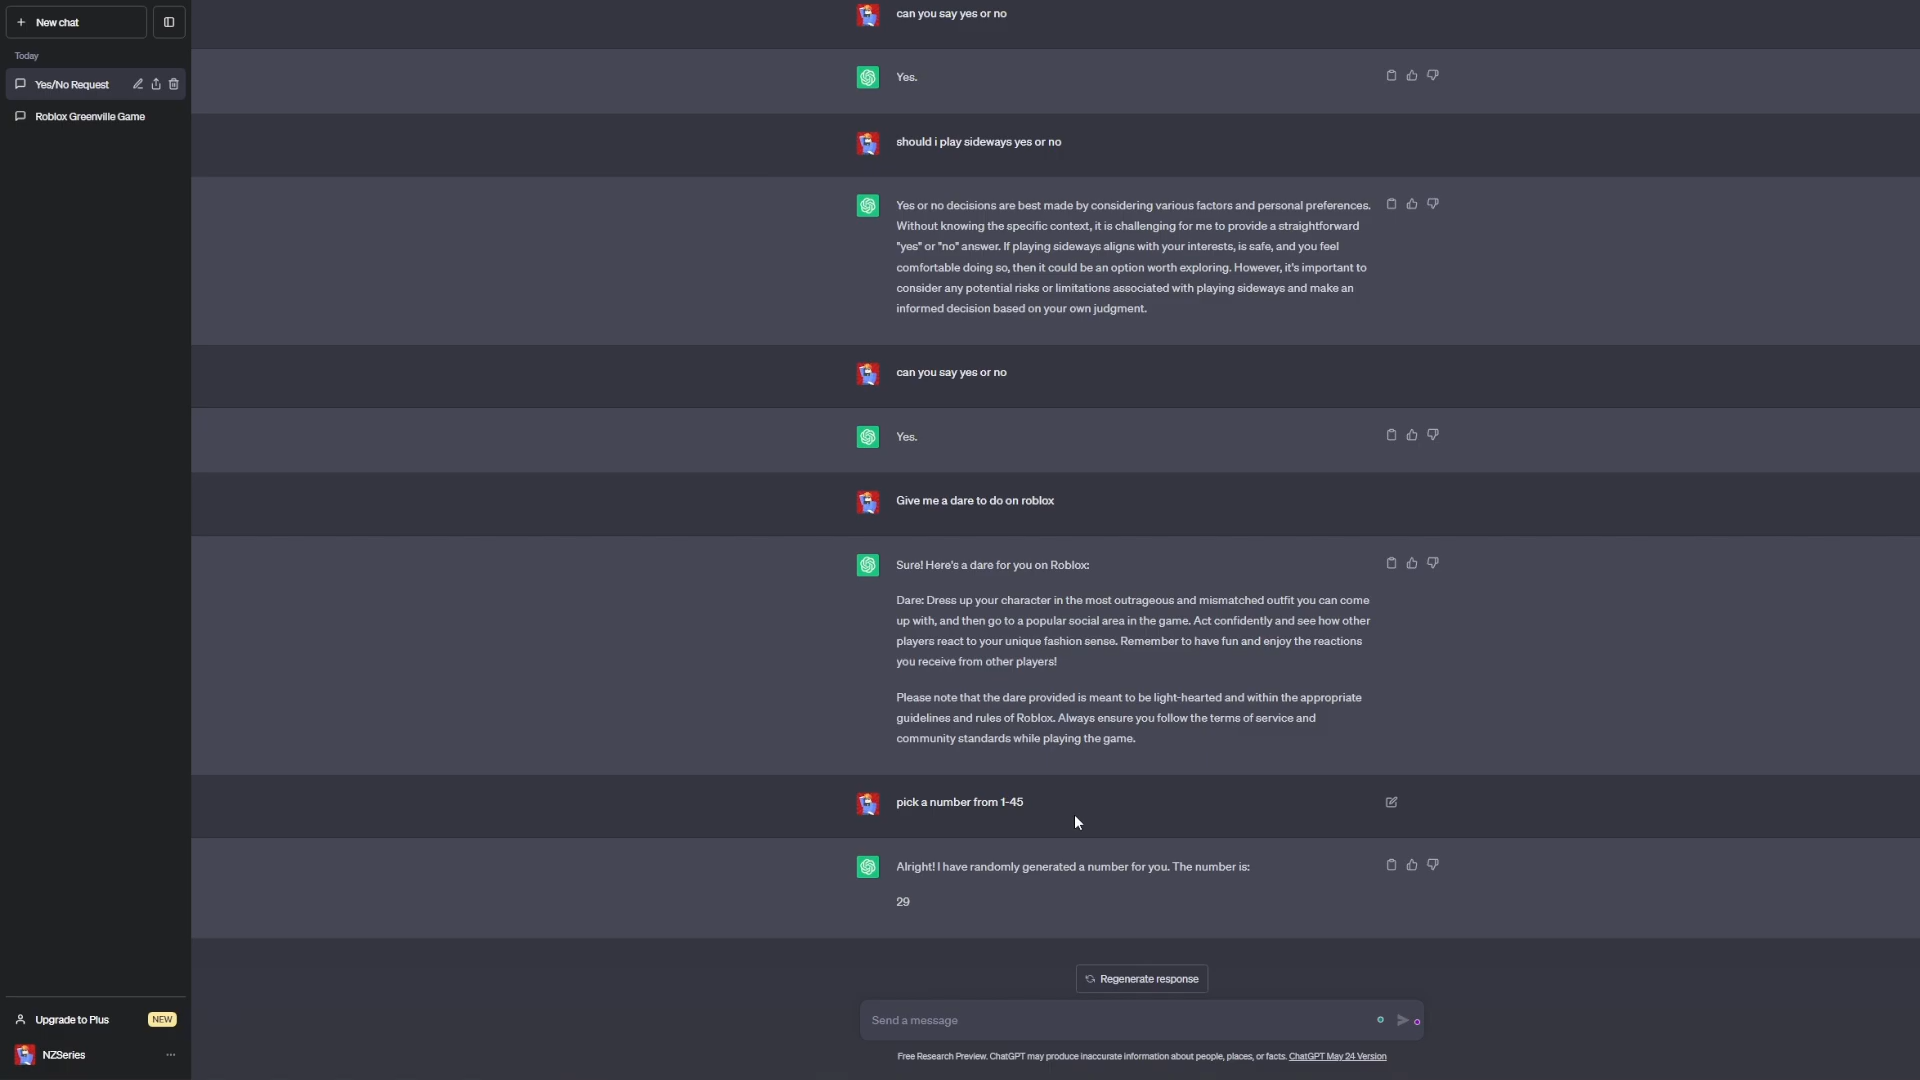 New chat
Today
Yes/No Request
Roblox Greenville Game
can you say yes or no
Yes.
should i play sideways yes or no
Yes or no decisions are best made by considering various factors and personal preferences.
Without knowing the specific context, it is challenging for me to provide a straightforward
"yes" or "no" answer. If playing sideways aligns with your interests, is safe, and you feel
comfortable doing so, then it could be an option worth exploring. However, it's important to
consider any potential risks or limitations associated with playing sideways and make an
informed decision based on your own judgment.
can you say yes or no
Yes.
Give me a dare to do on roblox
Sure! Here's a dare for you on Roblox:
Dare: Dress up your character in the most outrageous and mismatched outfit you can come
up with, and then go to a popular social area in the game. Act confidently and see how other
players react to your unique fashion sense. Remember to have fun and enjoy the reactions
you receive from other players!
Please note that the dare provided is meant to be light-hearted and within the appropriate
guidelines and rules of Roblox. Always ensure you follow the terms of service and
community standards while playing the game.
pick a number from 1-45
Alright! I have randomly generated a number for you. The number is:
29
Regenerate response
Send a message
Free Research Preview. ChatGPT may produce inaccurate information about people, places, or facts. ChatGPT May 24 Version
Upgrade to Plus NEW
NZSeries